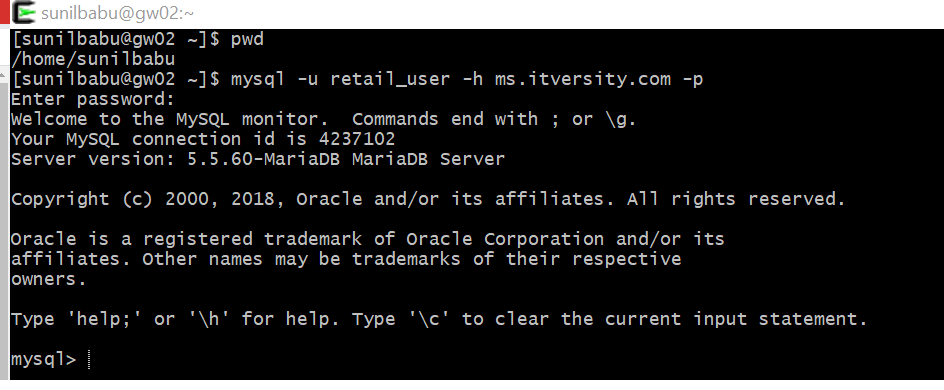 sunilbabu@gw02:~
[sunilbabu@gw02 ~]$ pwd
/home/sunilbabu
[sunilbabu@gw02 ~]$ mysql -u retail_user -h ms.itversity.com -p
Enter password:
Welcome to the MySQL monitor.  Commands end with ; or \g.
Your MySQL connection id is 4237102
Server version: 5.5.60-MariaDB MariaDB Server
Copyright (c) 2000, 2018, Oracle and/or its affiliates. All rights reserved.
Oracle is a registered trademark of Oracle Corporation and/or its
affiliates. Other names may be trademarks of their respective
owners.
Type 'help;' or '\h' for help. Type '\c' to clear the current input statement.
mysql>